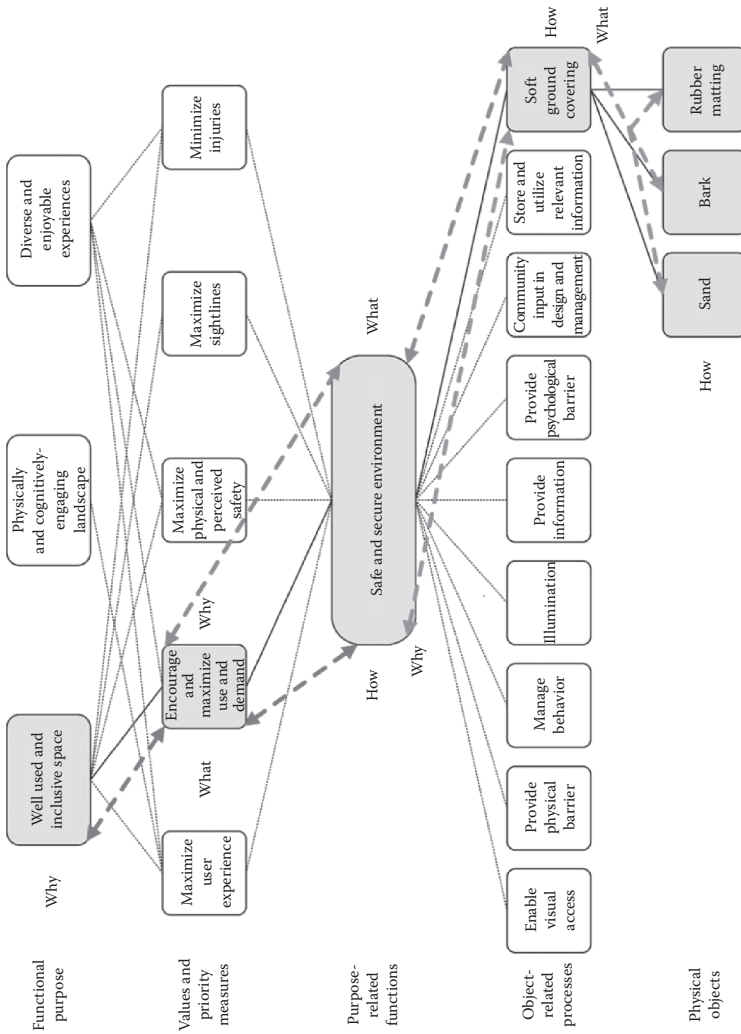 Functional
purpose
Why
Well used and
inclusive space
Physically
and cognitively-
engaging
landscape
Diverse and
enjoyable
experiences
Values and
priority
measures
Maximize
user
experience
What
Encourage
and
maximize
use and
demand
Why
Maximize
physical and
perceived
safety
Maximize
sightlines
Minimize
injuries
Purpose-
related
functions
How
Safe and secure environment
What
Why
Object-
related
processes
Enable
visual
access
Provide
physical
barrier
Manage
behavior
Illumination
Provide
information
Provide
psychological
barrier
Community
input in
design and
management
Store and
utilize
relevant
information
Soft
ground
covering
How
What
Physical
objects
How
Sand
Bark
Rubber
matting